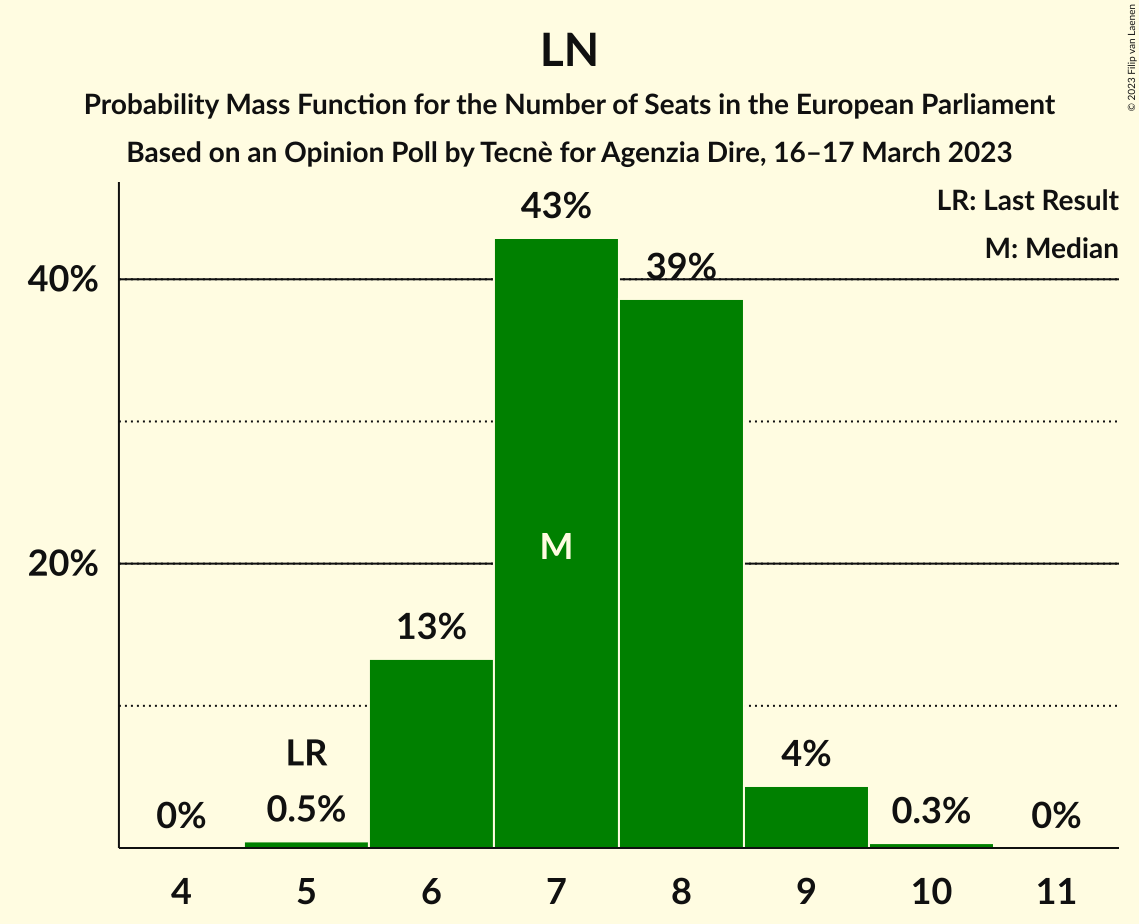 LN
Probability Mass Function for the Number of Seats in the European Parliament
Based on an Opinion Poll by Tecnè for Agenzia Dire, 16–17 March 2023
© 2023 Filip van Laenen
LR: Last Result
M: Median
43%
39%
40%
M
20%
13%
LR
4%
0%
0.5%
0.3%
0%
4 5 6 7 8 9 10 11